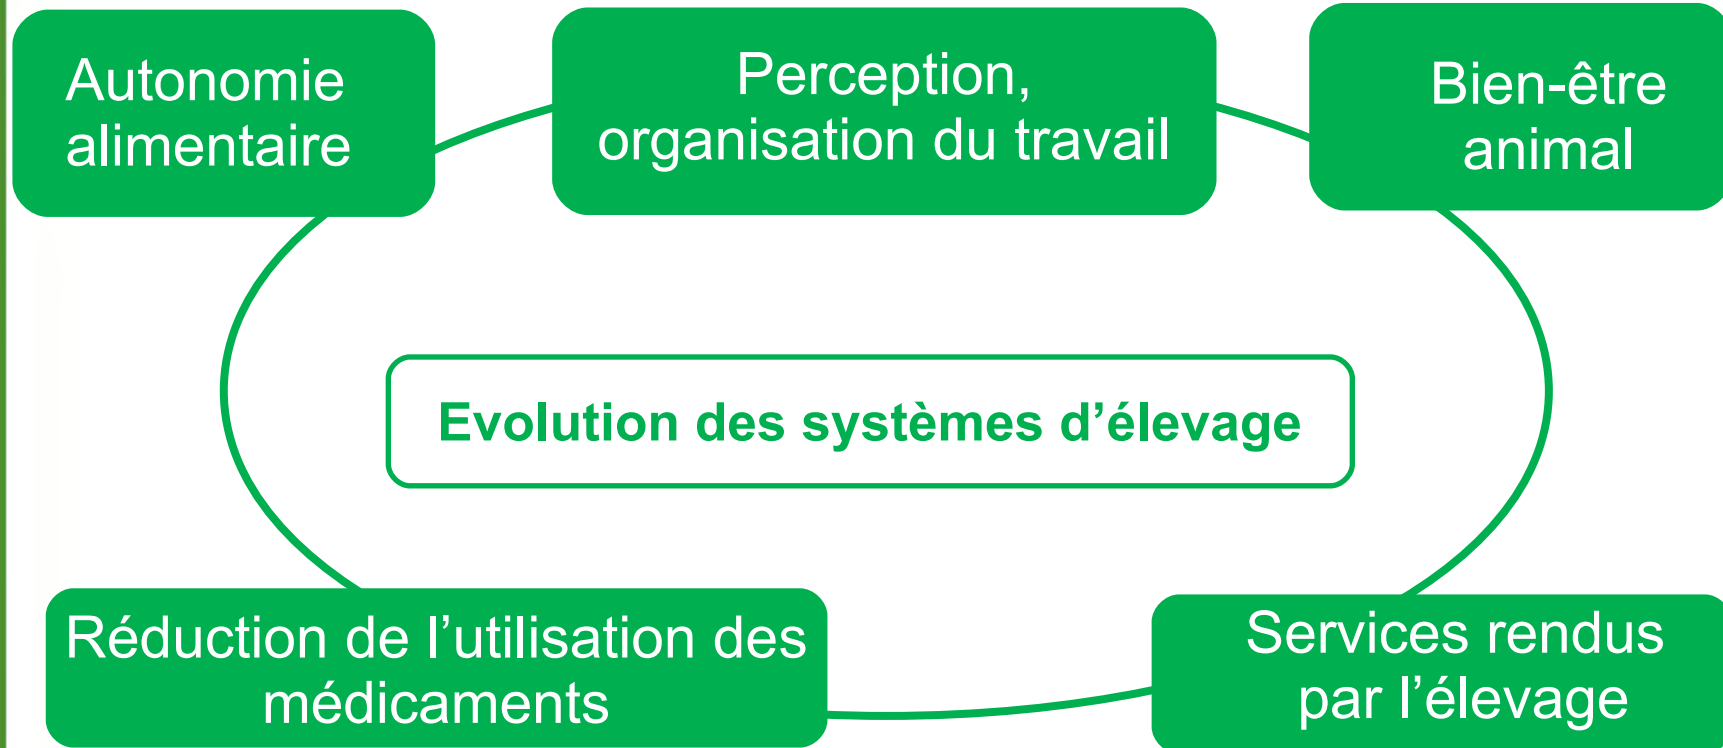 Autonomie
alimentaire
Perception,
organisation du travail
Bien-être
animal
Evolution des systèmes d’élevage
Réduction de l’utilisation des
médicaments
Services rendus
par l’élevage